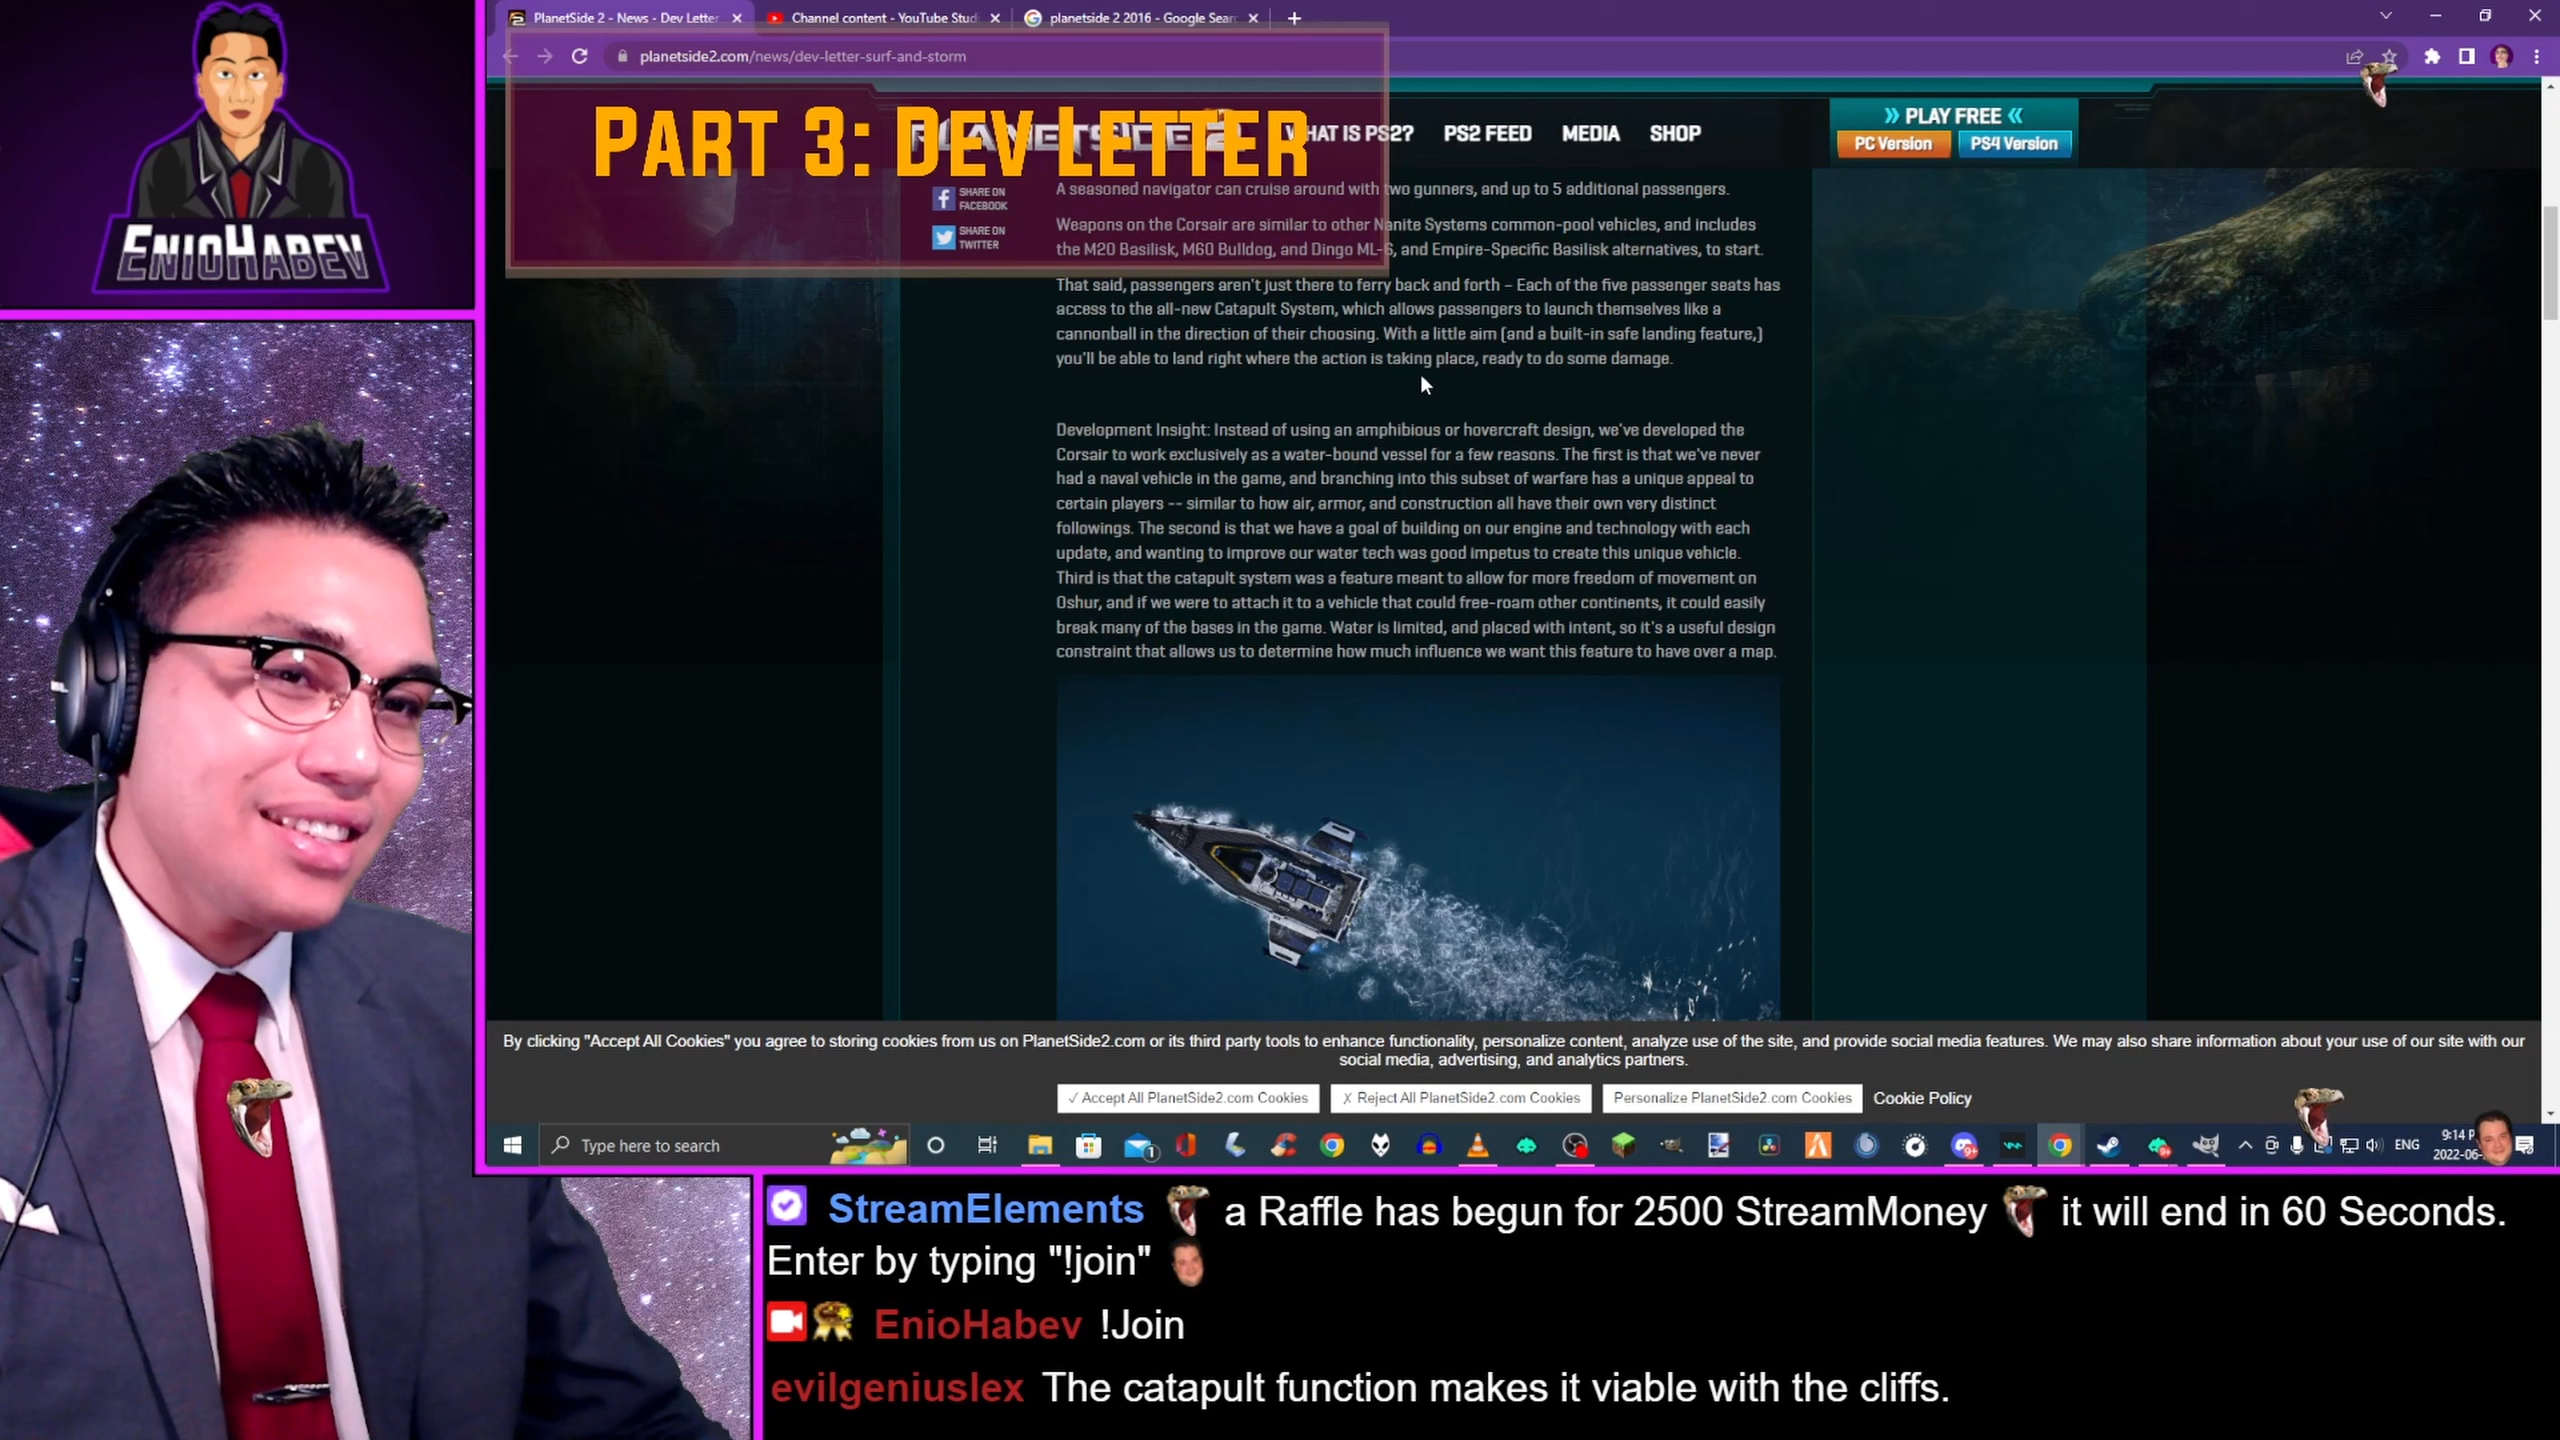 PlanetSide 2 - News - Dev Letter
Channel content - YouTube Studi
planetside 2 2016 - Google Sear
planetside2.com/news/dev-letter-surf-and-storm
PART 3: DEV LETTER
PLANETSIDE 2
WHAT IS PS2?
PS2 FEED
MEDIA
SHOP
PLAY FREE
PC Version
PS4 Version
SHARE ON
FACEBOOK
SHARE ON
TWITTER
A seasoned navigator can cruise around with two gunners, and up to 5 additional passengers.
Weapons on the Corsair are similar to other Nanite Systems common-pool vehicles, and includes
the M20 Basilisk, M60 Bulldog, and Dingo ML-6, and Empire-Specific Basilisk alternatives, to start.
That said, passengers aren't just there to ferry back and forth – Each of the five passenger seats has
access to the all-new Catapult System, which allows passengers to launch themselves like a
cannonball in the direction of their choosing. With a little aim (and a built-in safe landing feature,)
you'll be able to land right where the action is taking place, ready to do some damage.
Development Insight: Instead of using an amphibious or hovercraft design, we've developed the
Corsair to work exclusively as a water-bound vessel for a few reasons. The first is that we've never
had a naval vehicle in the game, and branching into this subset of warfare has a unique appeal to
certain players -- similar to how air, armor, and construction all have their own very distinct
followings. The second is that we have a goal of building on our engine and technology with each
update, and wanting to improve our water tech was good impetus to create this unique vehicle.
Third is that the catapult system was a feature meant to allow for more freedom of movement on
Oshur, and if we were to attach it to a vehicle that could free-roam other continents, it could easily
break many of the bases in the game. Water is limited, and placed with intent, so it's a useful design
constraint that allows us to determine how much influence we want this feature to have over a map.
By clicking "Accept All Cookies" you agree to storing cookies from us on PlanetSide2.com or its third party tools to enhance functionality, personalize content, analyze use of the site, and provide social media features. We may also share information about your use of our site with our
social media, advertising, and analytics partners.
✓ Accept All PlanetSide2.com Cookies
X Reject All PlanetSide2.com Cookies
Personalize PlanetSide2.com Cookies
Cookie Policy
Type here to search
ENG
9:14 P
2022-06-
ENIOHABEV
StreamElements a Raffle has begun for 2500 StreamMoney it will end in 60 Seconds.
Enter by typing "!join"
EnioHabev !Join
evilgeniuslex The catapult function makes it viable with the cliffs.